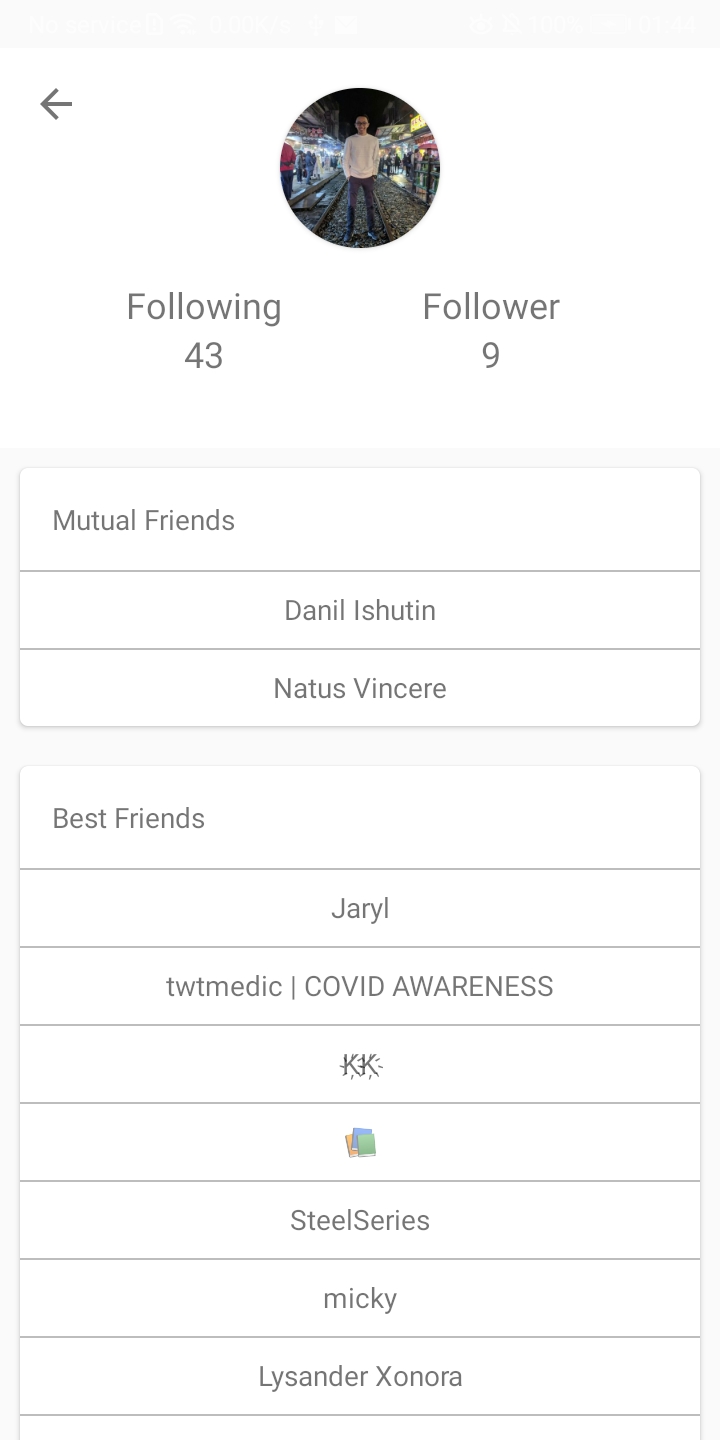 No service 0.00K/s 100% 01:44
Following
Follower
43
9
Mutual Friends
Danil Ishutin
Natus Vincere
Best Friends
Jaryl
twtmedic | COVID AWARENESS
SteelSeries
micky
Lysander Xonora